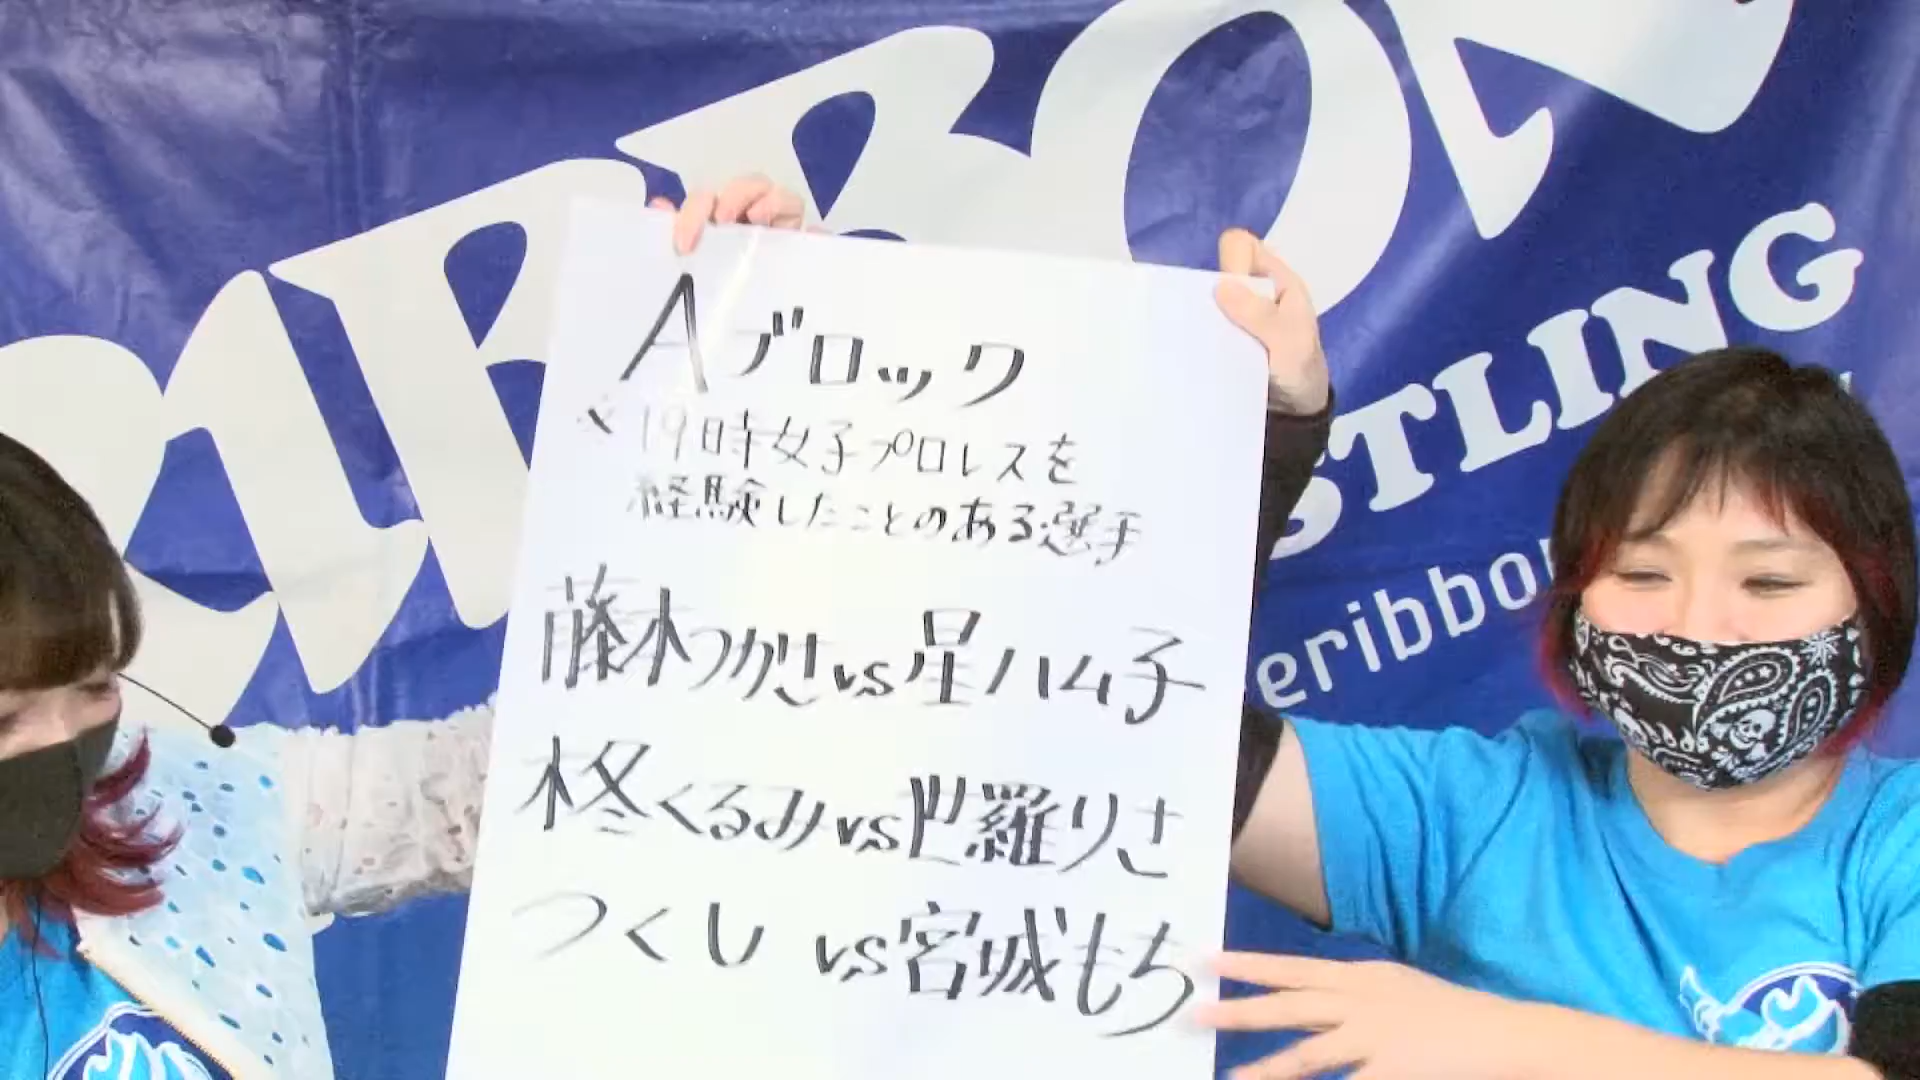 RIBBON
STLING
eribbon
Aブロック
※19時女子プロレスを
経験したことのある選手
藤本つかさvs星ハム子
柊くるみvs世羅りさ
つくし vs宮城もち